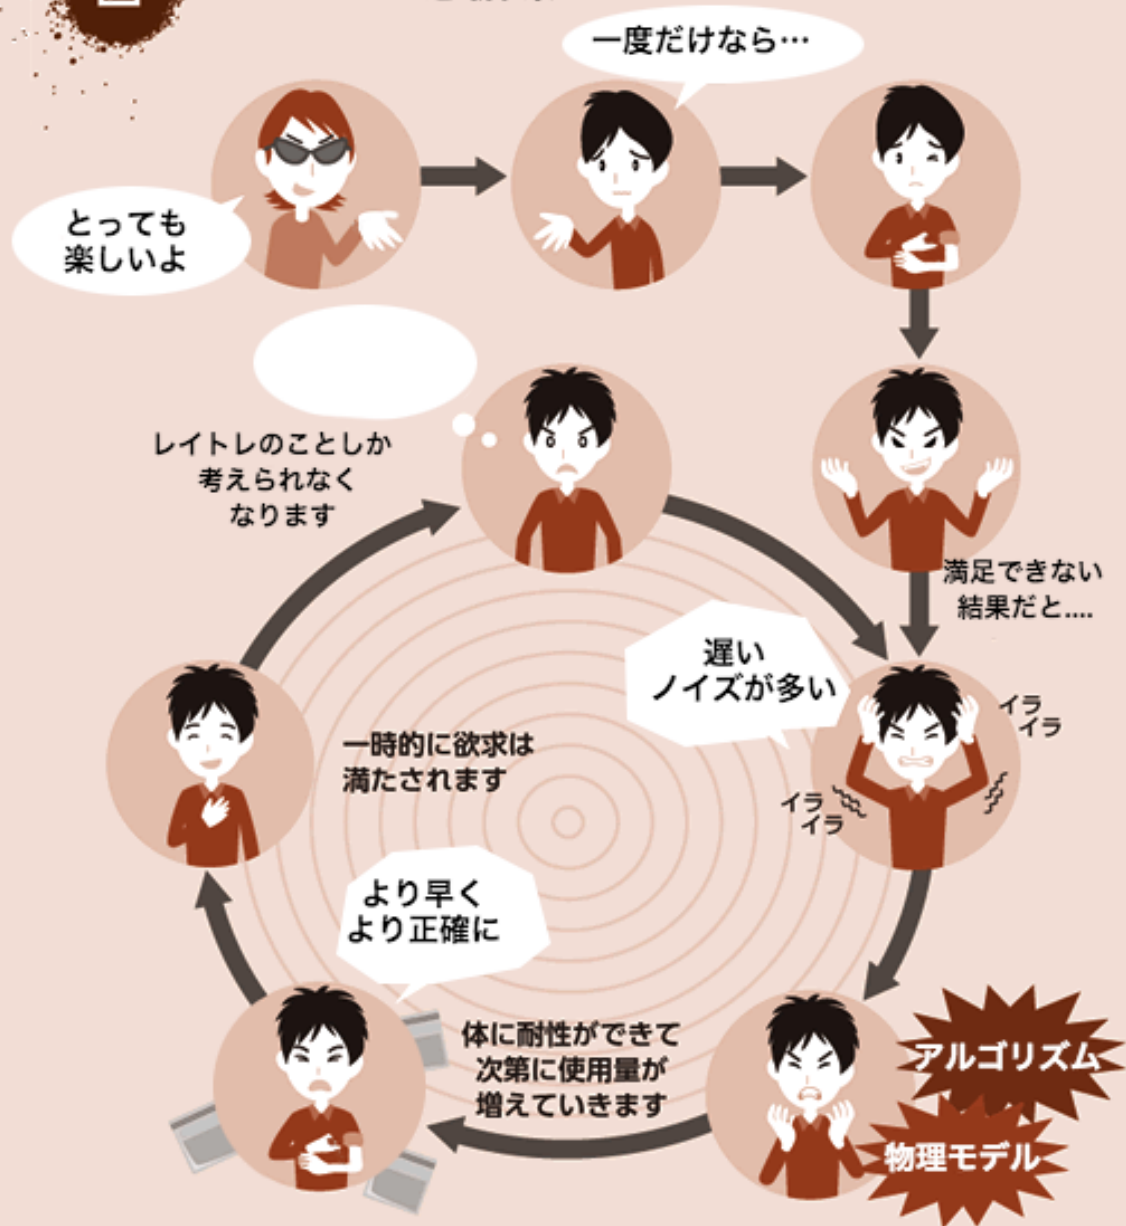 一度だけなら…
とっても
楽しいよ
レイトレのことしか
考えられなく
なります
満足できない
結果だと....
遅い
ノイズが多い
イラ
イラ
イラ
イラ
一時的に欲求は
満たされます
より早く
より正確に
体に耐性ができて
次第に使用量が
増えていきます
アルゴリズム
物理モデル